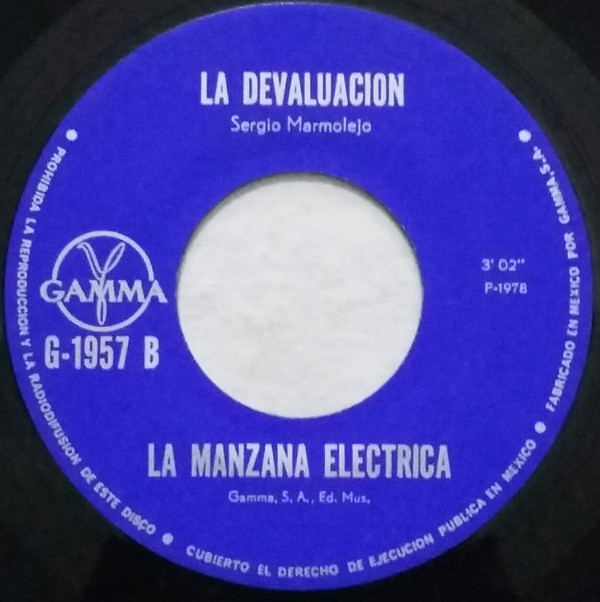 LA DEVALUACION
Sergio Marmolejo
GAMMA
G-1957 B
3' 02"
P-1978
LA MANZANA ELECTRICA
Gamma, S. A., Ed. Mus.
PROHIBIDA LA REPRODUCCION Y LA RADIODIFUSION DE ESTE DISCO • CUBIERTO EL DERECHO DE EJECUCION PUBLICA EN MEXICO • FABRICADO EN MEXICO POR GAMMA, S.A. •